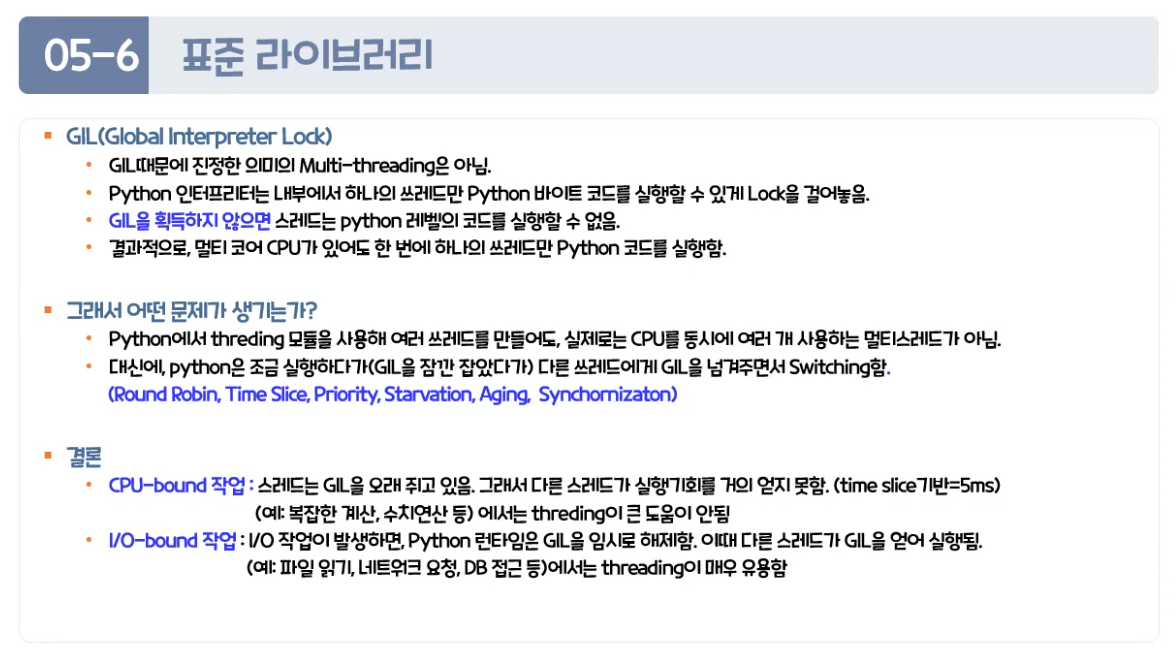 05-6 표준 라이브러리
▪ GIL(Global Interpreter Lock)
• GIL때문에 진정한 의미의 Multi-threading은 아님.
• Python 인터프리터는 내부에서 하나의 쓰레드만 Python 바이트 코드를 실행할 수 있게 Lock을 걸어놓음.
• GIL을 획득하지 않으면 스레드는 python 레벨의 코드를 실행할 수 없음.
• 결과적으로, 멀티 코어 CPU가 있어도 한 번에 하나의 쓰레드만 Python 코드를 실행함.
▪ 그래서 어떤 문제가 생기는가?
• Python에서 threding 모듈을 사용해 여러 쓰레드를 만들어도, 실제로는 CPU를 동시에 여러 개 사용하는 멀티스레드가 아님.
• 대신에, python은 조금 실행하다가(GIL을 잠깐 잡았다가) 다른 쓰레드에게 GIL을 넘겨주면서 Switching함.
(Round Robin, Time Slice, Priority, Starvation, Aging, Synchornizaton)
▪ 결론
• CPU-bound 작업 : 스레드는 GIL을 오래 쥐고 있음. 그래서 다른 스레드가 실행기회를 거의 얻지 못함. (time slice기반=5ms)
(예: 복잡한 계산, 수치연산 등) 에서는 threding이 큰 도움이 안됨
• I/O-bound 작업 : I/O 작업이 발생하면, Python 런타임은 GIL을 임시로 해제함. 이때 다른 스레드가 GIL을 얻어 실행됨.
(예: 파일 읽기, 네트워크 요청, DB 접근 등)에서는 threading이 매우 유용함